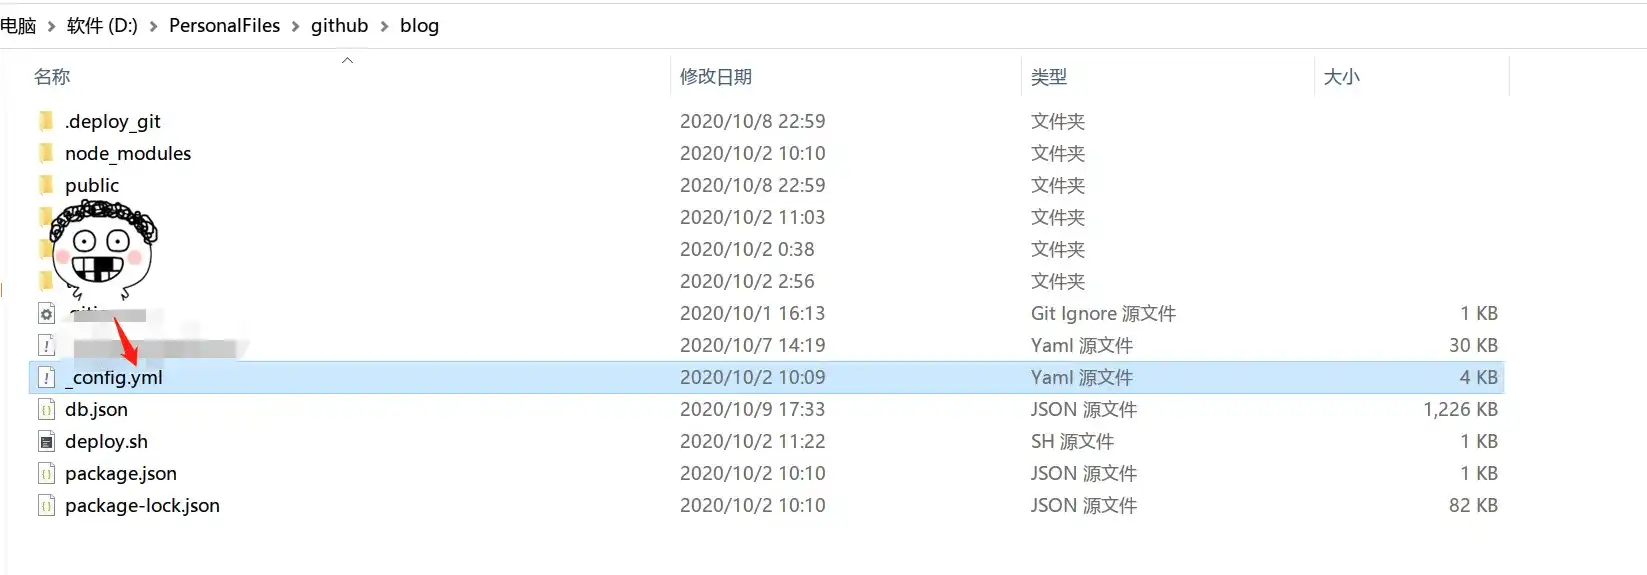 电脑 > 软件 (D:) > PersonalFiles > github > blog
名称 修改日期 类型 大小
.deploy_git 2020/10/8 22:59 文件夹
node_modules 2020/10/2 10:10 文件夹
public 2020/10/8 22:59 文件夹
2020/10/2 11:03 文件夹
2020/10/2 0:38 文件夹
2020/10/2 2:56 文件夹
2020/10/1 16:13 Git Ignore 源文件 1 KB
2020/10/7 14:19 Yaml 源文件 30 KB
_config.yml 2020/10/2 10:09 Yaml 源文件 4 KB
db.json 2020/10/9 17:33 JSON 源文件 1,226 KB
deploy.sh 2020/10/2 11:22 SH 源文件 1 KB
package.json 2020/10/2 10:10 JSON 源文件 1 KB
package-lock.json 2020/10/2 10:10 JSON 源文件 82 KB